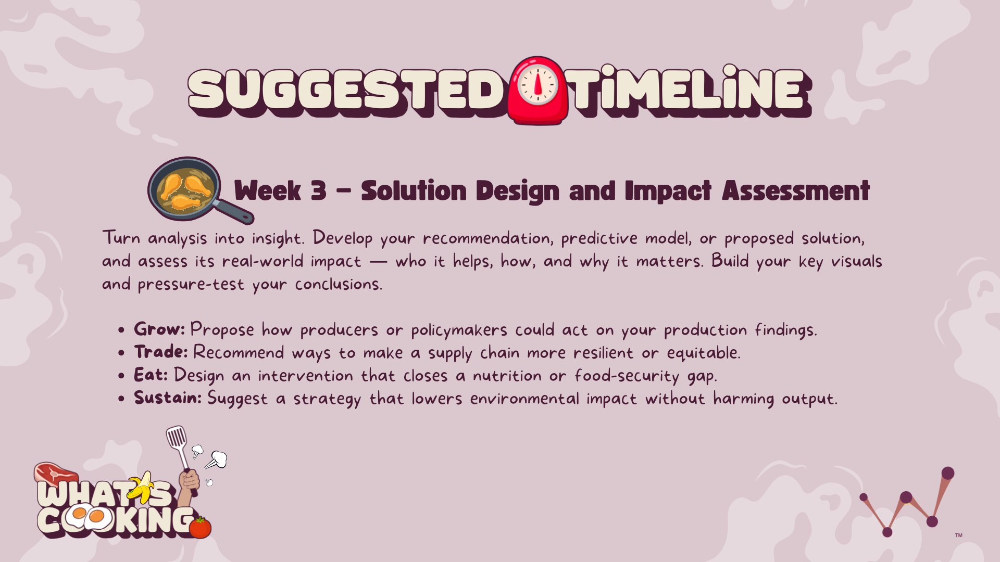 SUGGESTED TiMELiNE
Week 3 – Solution Design and Impact Assessment
Turn analysis into insight. Develop your recommendation, predictive model, or proposed solution,
and assess its real-world impact — who it helps, how, and why it matters. Build your key visuals
and pressure-test your conclusions.
• Grow: Propose how producers or policymakers could act on your production findings.
• Trade: Recommend ways to make a supply chain more resilient or equitable.
• Eat: Design an intervention that closes a nutrition or food-security gap.
• Sustain: Suggest a strategy that lowers environmental impact without harming output.
WHAT'S
COOKiNG
TM